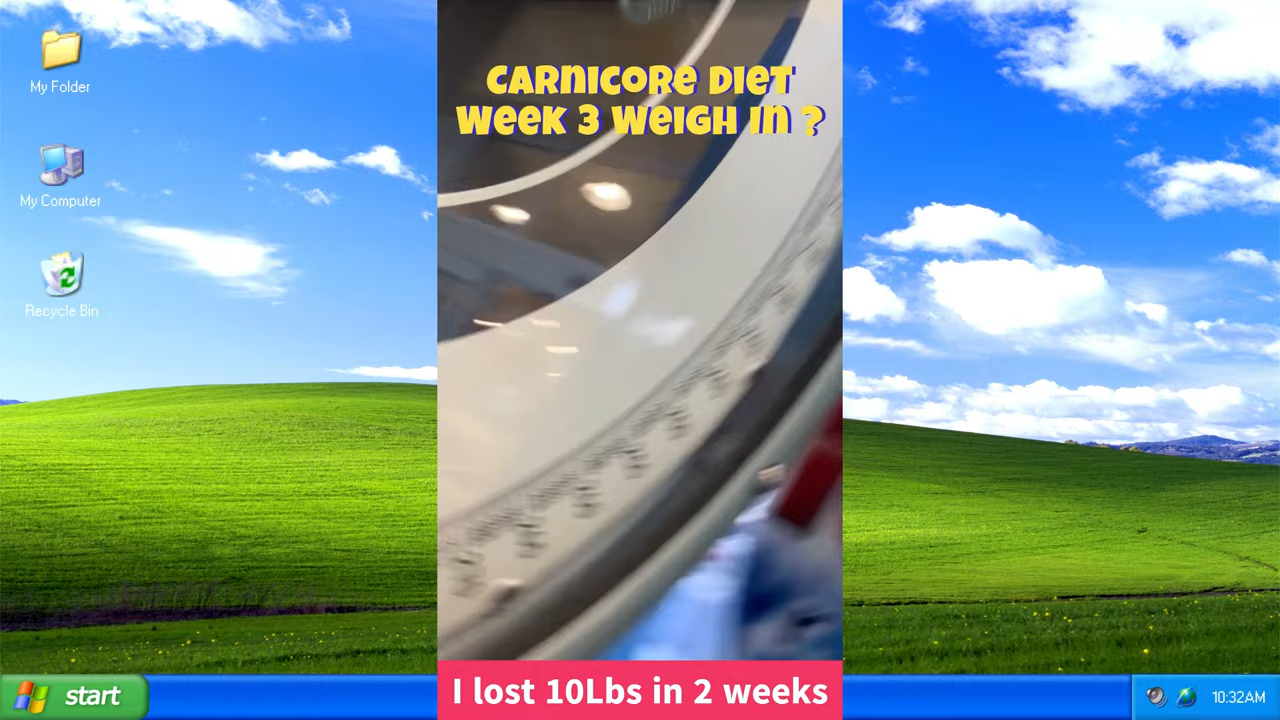 My Folder
My Computer
Recycle Bin
CARNICORE DIET
WEEK 3 WEIGH IN ?
I lost 10Lbs in 2 weeks
start
10:32AM